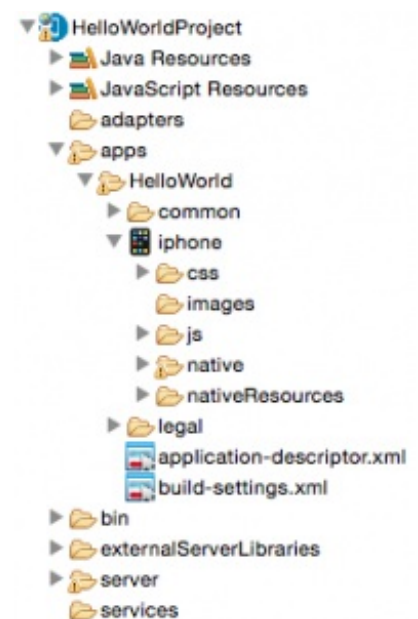 HelloWorldProject
Java Resources
JavaScript Resources
adapters
apps
HelloWorld
common
iphone
css
images
js
native
nativeResources
legal
application-descriptor.xml
build-settings.xml
bin
externalServerLibraries
server
services